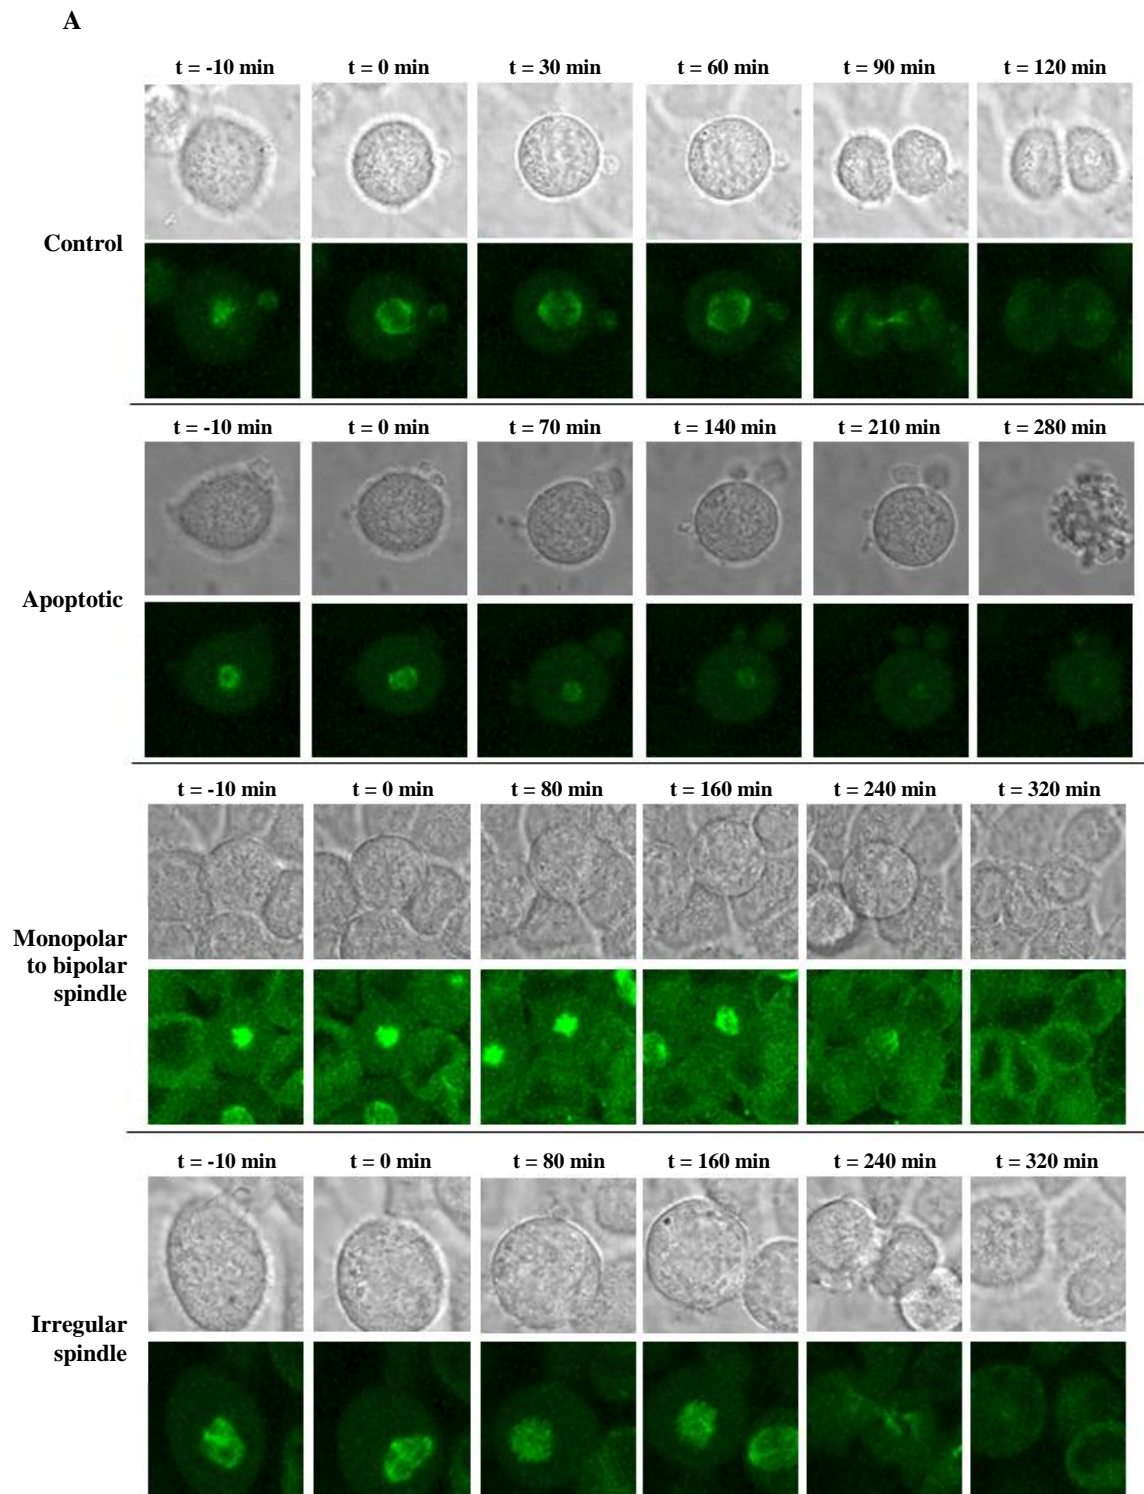 A
t = -10 min t = 0 min t = 30 min t = 60 min t = 90 min t = 120 min
Control
t = -10 min t = 0 min t = 70 min t = 140 min t = 210 min t = 280 min
Apoptotic
t = -10 min t = 0 min t = 80 min t = 160 min t = 240 min t = 320 min
Monopolar
to bipolar
spindle
t = -10 min t = 0 min t = 80 min t = 160 min t = 240 min t = 320 min
Irregular
spindle